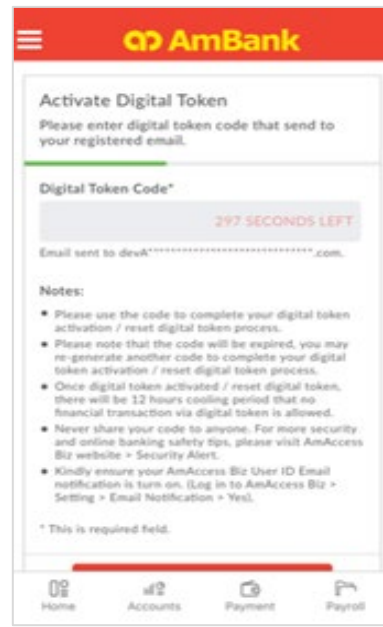 AmBank
Activate Digital Token
Please enter digital token code that send to
your registered email.
Digital Token Code*
297 SECONDS LEFT
Email sent to devA******************************.com.
Notes:
• Please use the code to complete your digital token
activation / reset digital token process.
• Please note that the code will be expired, you may
re-generate another code to complete your digital
token activation / reset digital token process.
• Once digital token activated / reset digital token,
there will be 12 hours cooling period that no
financial transaction via digital token is allowed.
• Never share your code to anyone. For more security
and online banking safety tips, please visit AmAccess
Biz website > Security Alert.
• Kindly ensure your AmAccess Biz User ID Email
notification is turn on. (Log in to AmAccess Biz >
Setting > Email Notification > Yes).
* This is required field.
Home Accounts Payment Payroll